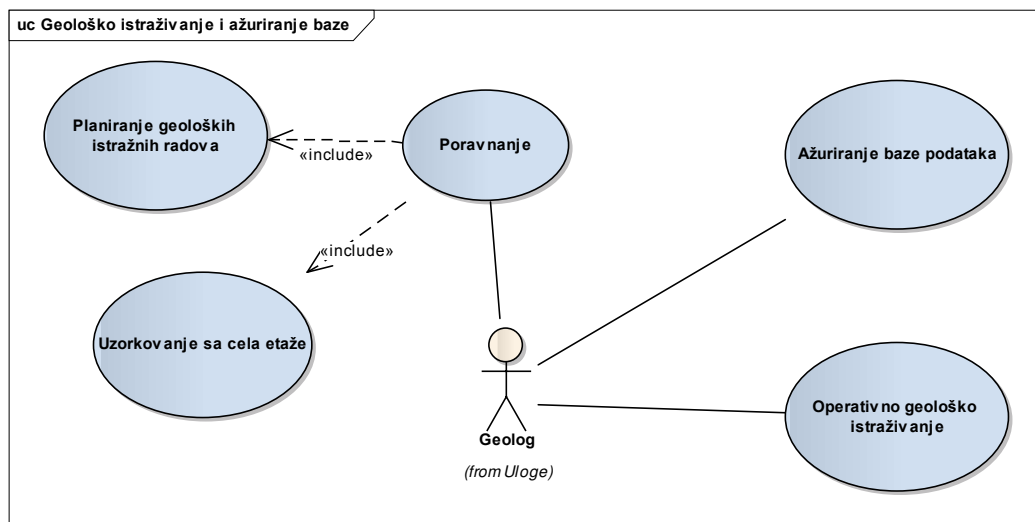 uc Geološko istraživanje i ažuriranje baze
Planiranje geoloških
istražnih radova
«include»
Poravnanje
Ažuriranje baze podataka
«include»
Uzorkovanje sa cela etaže
Operativno geološko
istraživanje
Geolog
(from Uloge)